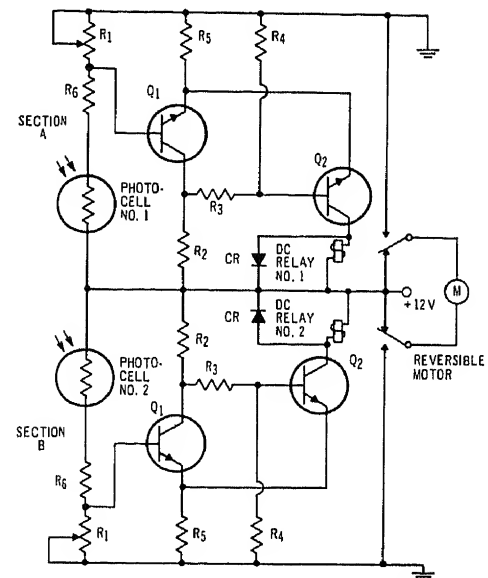 R1
R5
R4
R6
Q1
SECTION
A
Q2
PHOTO-
CELL
NO. 1
R3
R2
CR
DC
RELAY
NO. 1
+12V
M
REVERSIBLE
MOTOR
CR
DC
RELAY
NO. 2
R2
PHOTO-
CELL
NO. 2
R3
Q2
Q1
SECTION
B
R6
R1
R5
R4